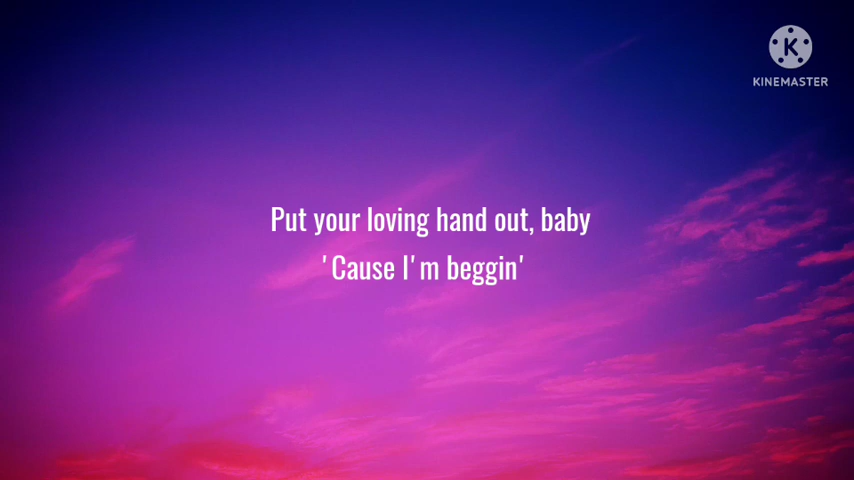 K
KINEMASTER
Put your loving hand out, baby
'Cause I'm beggin'